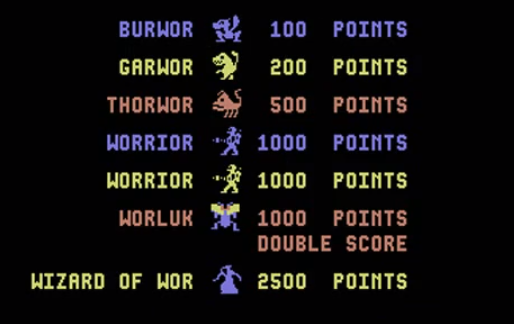 BURWOR 100 POINTS
GARWOR 200 POINTS
THORWOR 500 POINTS
WORRIOR 1000 POINTS
WORRIOR 1000 POINTS
WORLUK 1000 POINTS
DOUBLE SCORE
WIZARD OF WOR 2500 POINTS